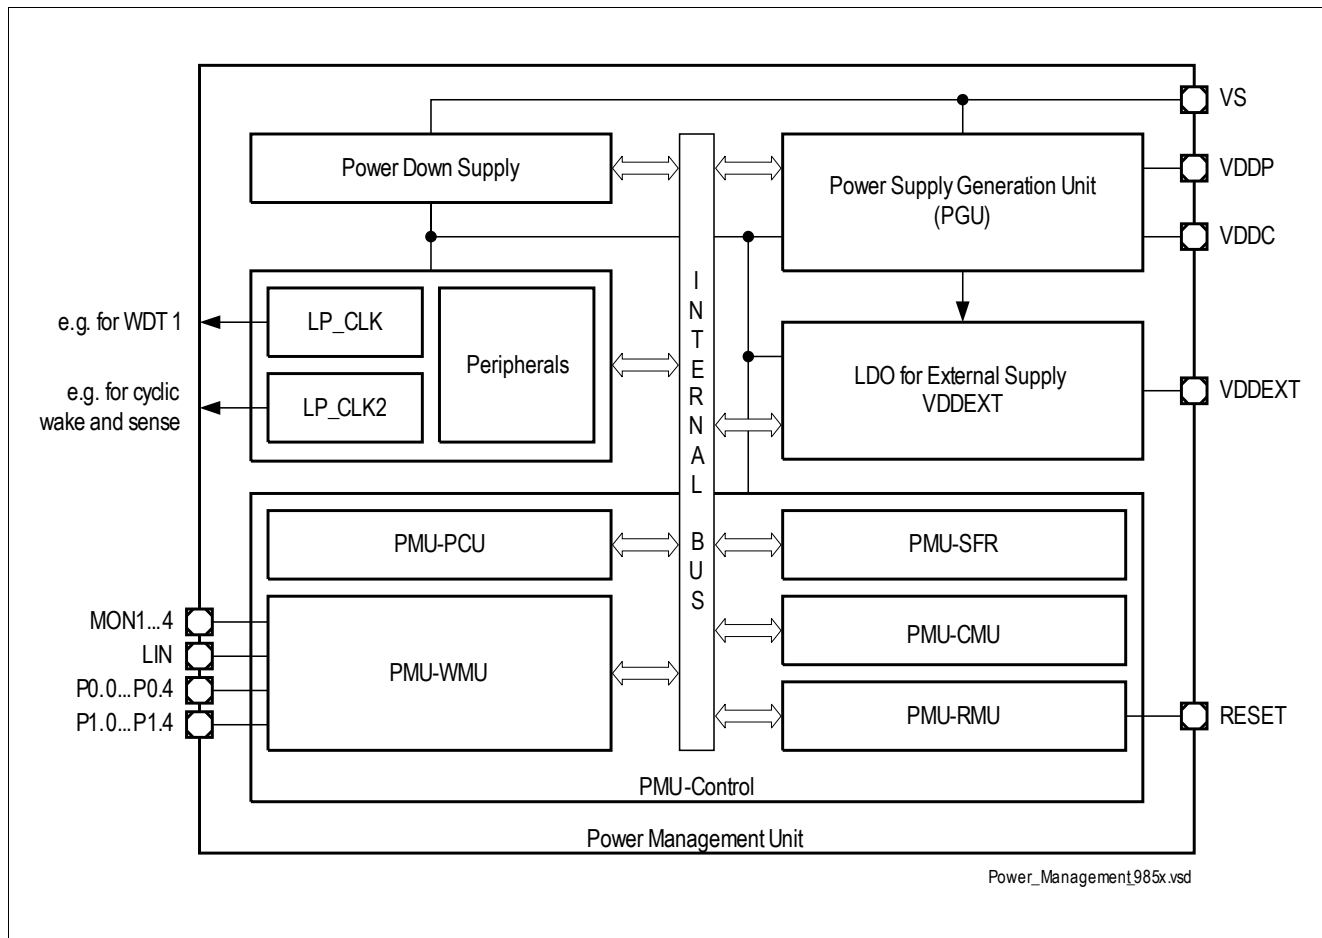 VS
Power Down Supply
Power Supply Generation Unit
(PGU)
VDDP
VDDC
INTERNAL BUS
e.g. for WDT 1
LP_CLK
Peripherals
e.g. for cyclic
wake and sense
LP_CLK2
LDO for External Supply
VDDEXT
VDDEXT
PMU-PCU
PMU-SFR
MON1...4
LIN
P0.0...P0.4
P1.0...P1.4
PMU-WMU
PMU-CMU
PMU-RMU
RESET
PMU-Control
Power Management Unit
Power_Management_985x.vsd